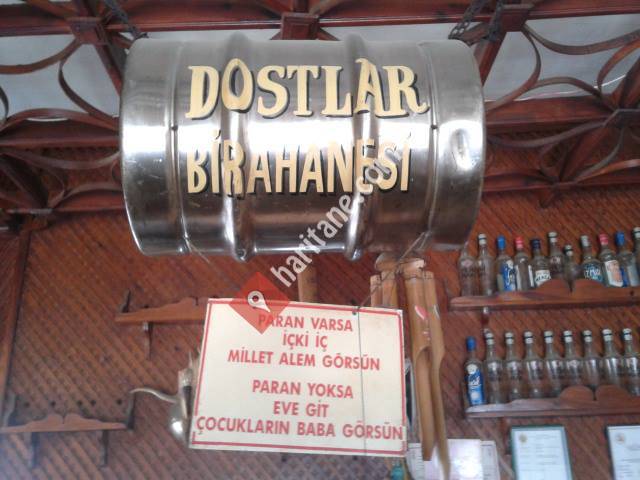 DOSTLAR
BİRAHANESİ
haritane.com
PARAN VARSA
İÇKİ İÇ
MİLLET ALEM GÖRSÜN
PARAN YOKSA
EVE GİT
ÇOCUKLARIN BABA GÖRSÜN